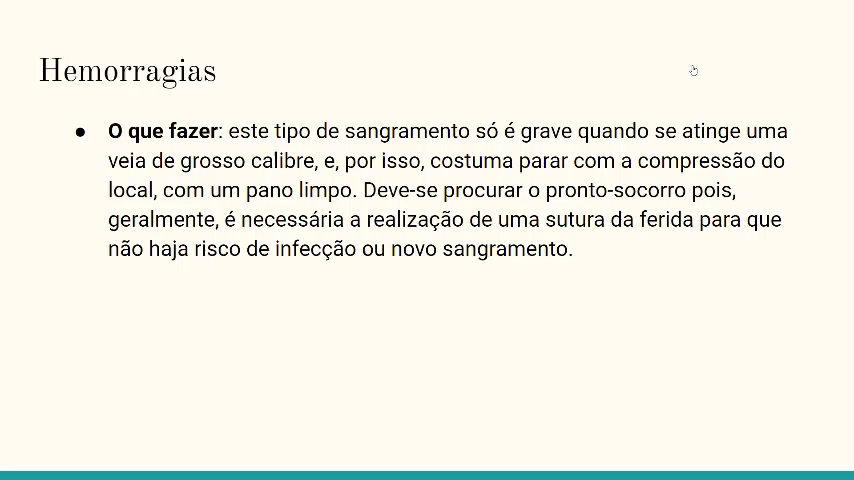 Hemorragias
● O que fazer: este tipo de sangramento só é grave quando se atinge uma
veia de grosso calibre, e, por isso, costuma parar com a compressão do
local, com um pano limpo. Deve-se procurar o pronto-socorro pois,
geralmente, é necessária a realização de uma sutura da ferida para que
não haja risco de infecção ou novo sangramento.